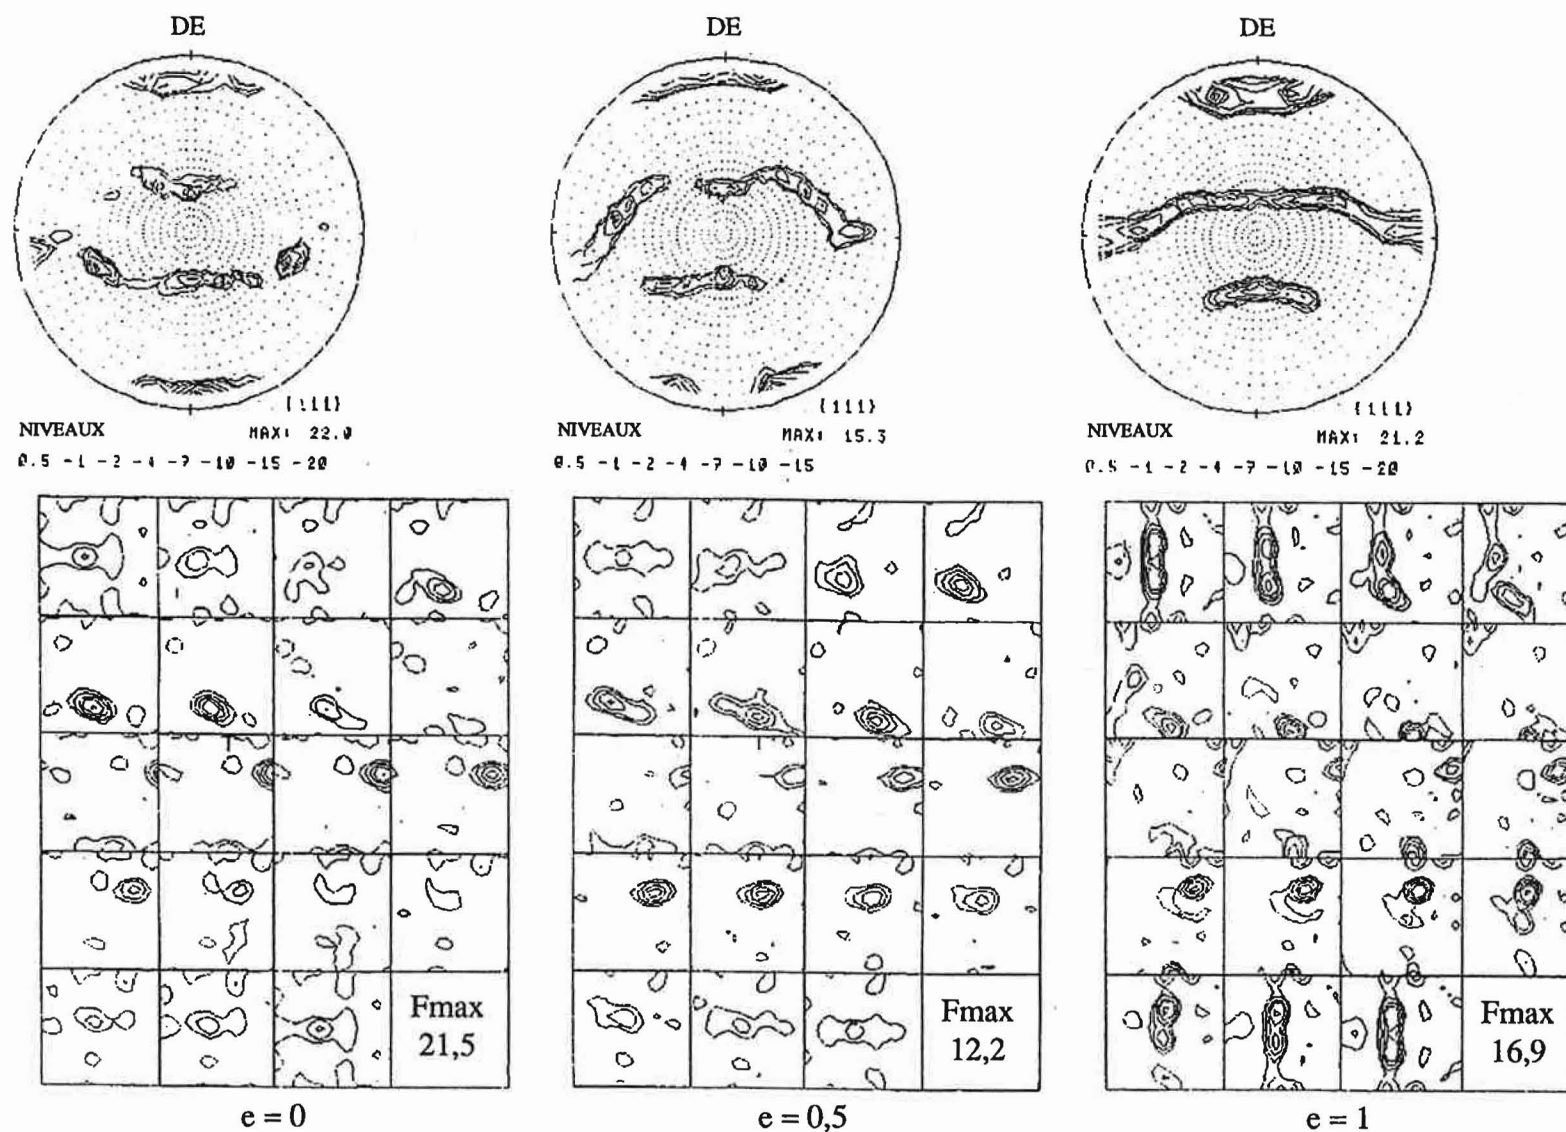 DE DE DE
{111} {111} {111}
NIVEAUX MAX: 22.0 NIVEAUX MAX: 15.3 NIVEAUX MAX: 21.2
0.5 -1 -2 -4 -7 -10 -15 -20 0.5 -1 -2 -4 -7 -10 -15 0.5 -1 -2 -4 -7 -10 -15 -20
Fmax Fmax Fmax
21,5 12,2 16,9
e = 0 e = 0,5 e = 1